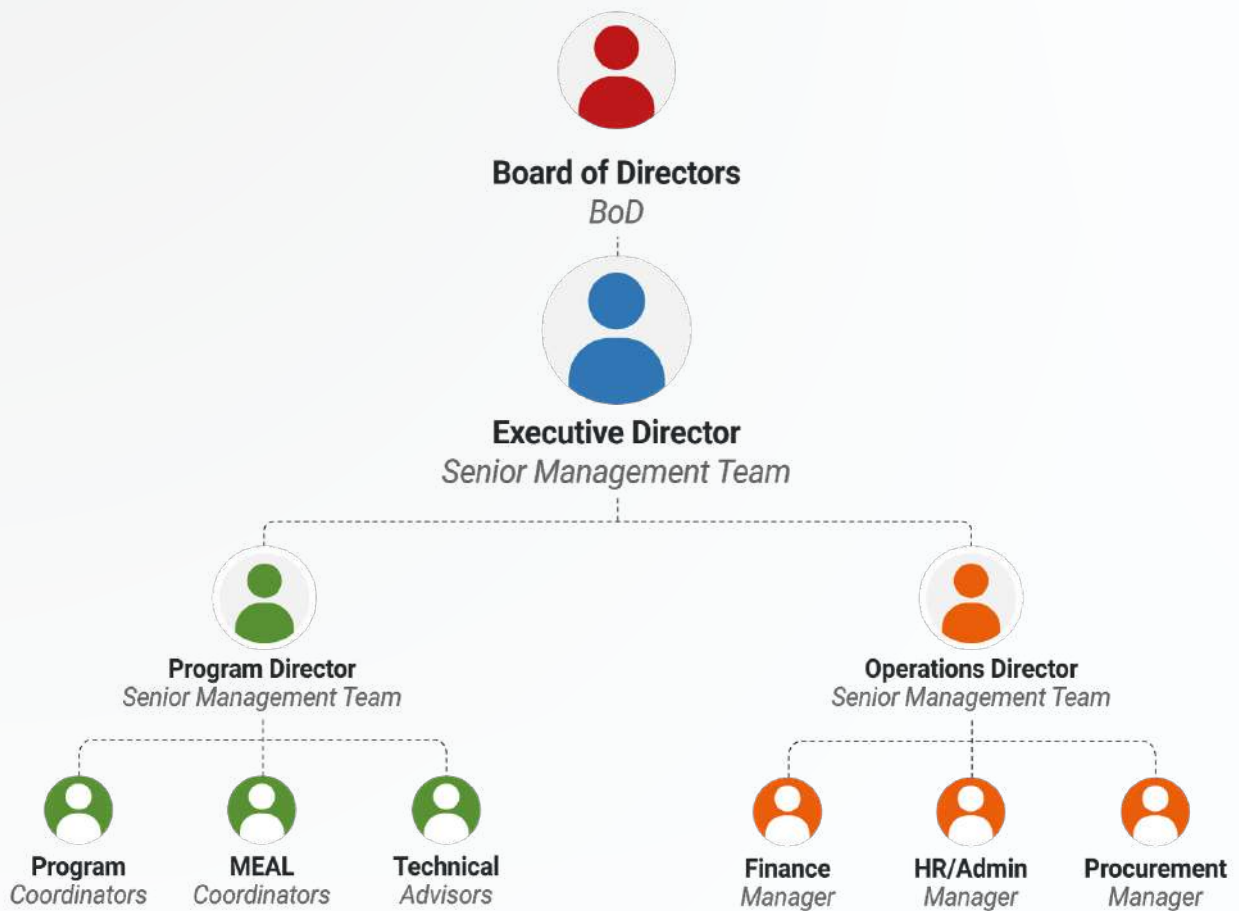 Board of Directors
BoD
Executive Director
Senior Management Team
Program Director
Senior Management Team
Operations Director
Senior Management Team
Program
Coordinators
MEAL
Coordinators
Technical
Advisors
Finance
Manager
HR/Admin
Manager
Procurement
Manager